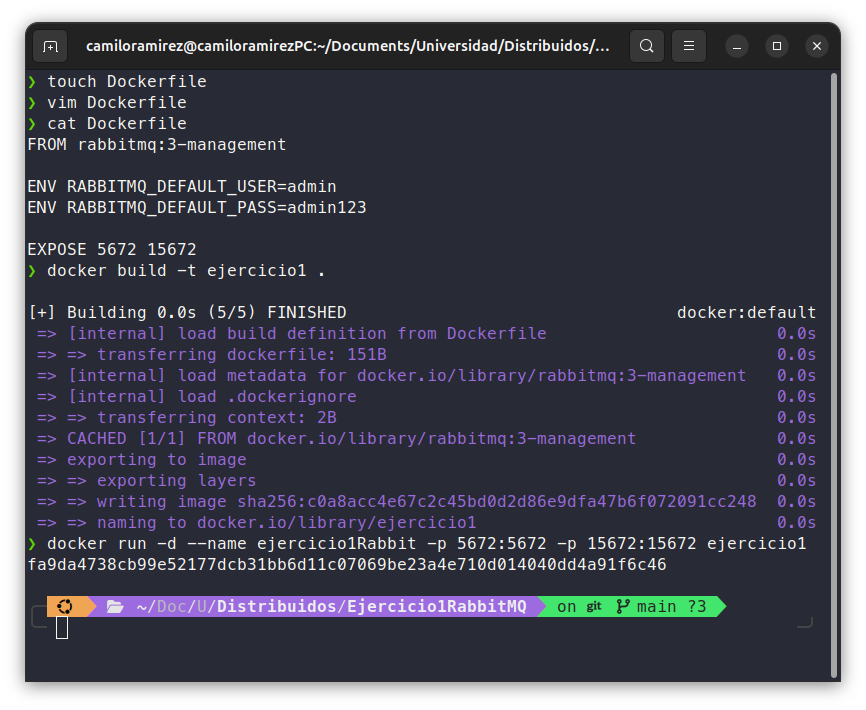 camiloramirez@camiloramirezPC:~/Documents/Universidad/Distribuidos/...
❯ touch Dockerfile
❯ vim Dockerfile
❯ cat Dockerfile
FROM rabbitmq:3-management
ENV RABBITMQ_DEFAULT_USER=admin
ENV RABBITMQ_DEFAULT_PASS=admin123
EXPOSE 5672 15672
❯ docker build -t ejercicio1 .
[+] Building 0.0s (5/5) FINISHED docker:default
=> [internal] load build definition from Dockerfile 0.0s
=> => transferring dockerfile: 151B 0.0s
=> [internal] load metadata for docker.io/library/rabbitmq:3-management 0.0s
=> [internal] load .dockerignore 0.0s
=> => transferring context: 2B 0.0s
=> CACHED [1/1] FROM docker.io/library/rabbitmq:3-management 0.0s
=> exporting to image 0.0s
=> => exporting layers 0.0s
=> => writing image sha256:c0a8acc4e67c2c45bd0d2d86e9dfa47b6f072091cc248 0.0s
=> => naming to docker.io/library/ejercicio1 0.0s
❯ docker run -d --name ejercicio1Rabbit -p 5672:5672 -p 15672:15672 ejercicio1
fa9da4738cb99e52177dcb31bb6d11c07069be23a4e710d014040dd4a91f6c46
~/Doc/U/Distribuidos/Ejercicio1RabbitMQ on git main ?3